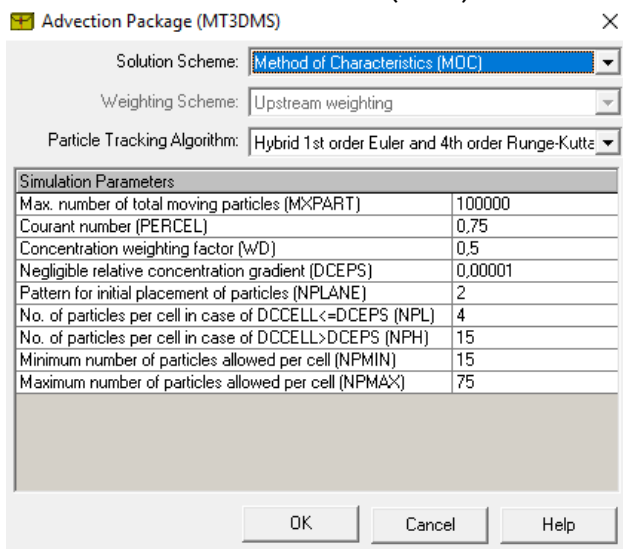 Advection Package (MT3DMS)
Solution Scheme: Method of Characteristics (MOC)
Weighting Scheme: Upstream weighting
Particle Tracking Algorithm: Hybrid 1st order Euler and 4th order Runge-Kutta
Simulation Parameters
Max. number of total moving particles (MXPART) 100000
Courant number (PERCEL) 0,75
Concentration weighting factor (WD) 0,5
Negligible relative concentration gradient (DCEPS) 0,00001
Pattern for initial placement of particles (NPLANE) 2
No. of particles per cell in case of DCCELL<=DCEPS (NPL) 4
No. of particles per cell in case of DCCELL>DCEPS (NPH) 15
Minimum number of particles allowed per cell (NPMIN) 15
Maximum number of particles allowed per cell (NPMAX) 75
OK Cancel Help